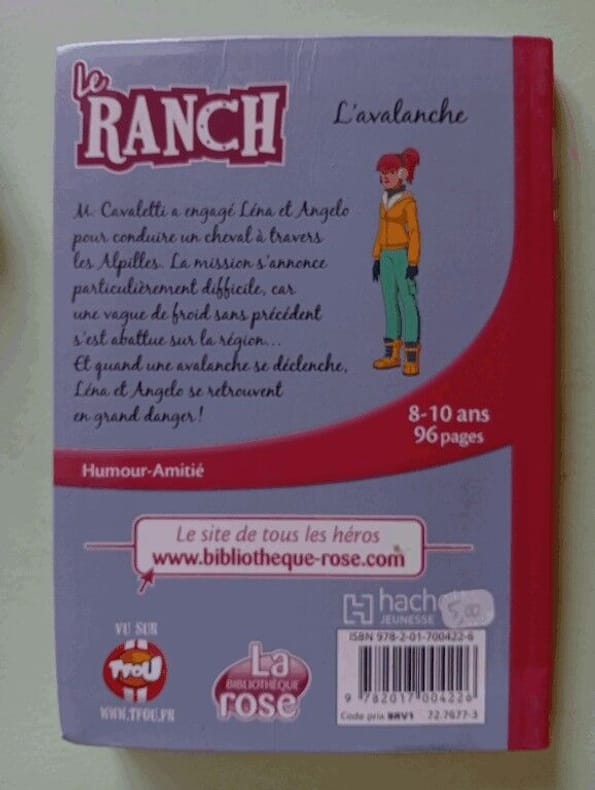 Le
RANCH
L'avalanche
M. Cavaletti a engagé Léna et Angelo
pour conduire un cheval à travers
les Alpilles. La mission s'annonce
particulièrement difficile, car
une vague de froid sans précédent
s'est abattue sur la région...
Et quand une avalanche se déclenche,
Léna et Angelo se retrouvent
en grand danger !
8-10 ans
96 pages
Humour-Amitié
Le site de tous les héros
www.bibliotheque-rose.com
hache
JEUNESSE
5,00
ISBN 978-2-01-700422-6
9 782017 004226
Code prix BRV1 72.7677-3
VU SUR
TFOU
WWW.TFOU.FR
La
BIBLIOTHÈQUE
rose